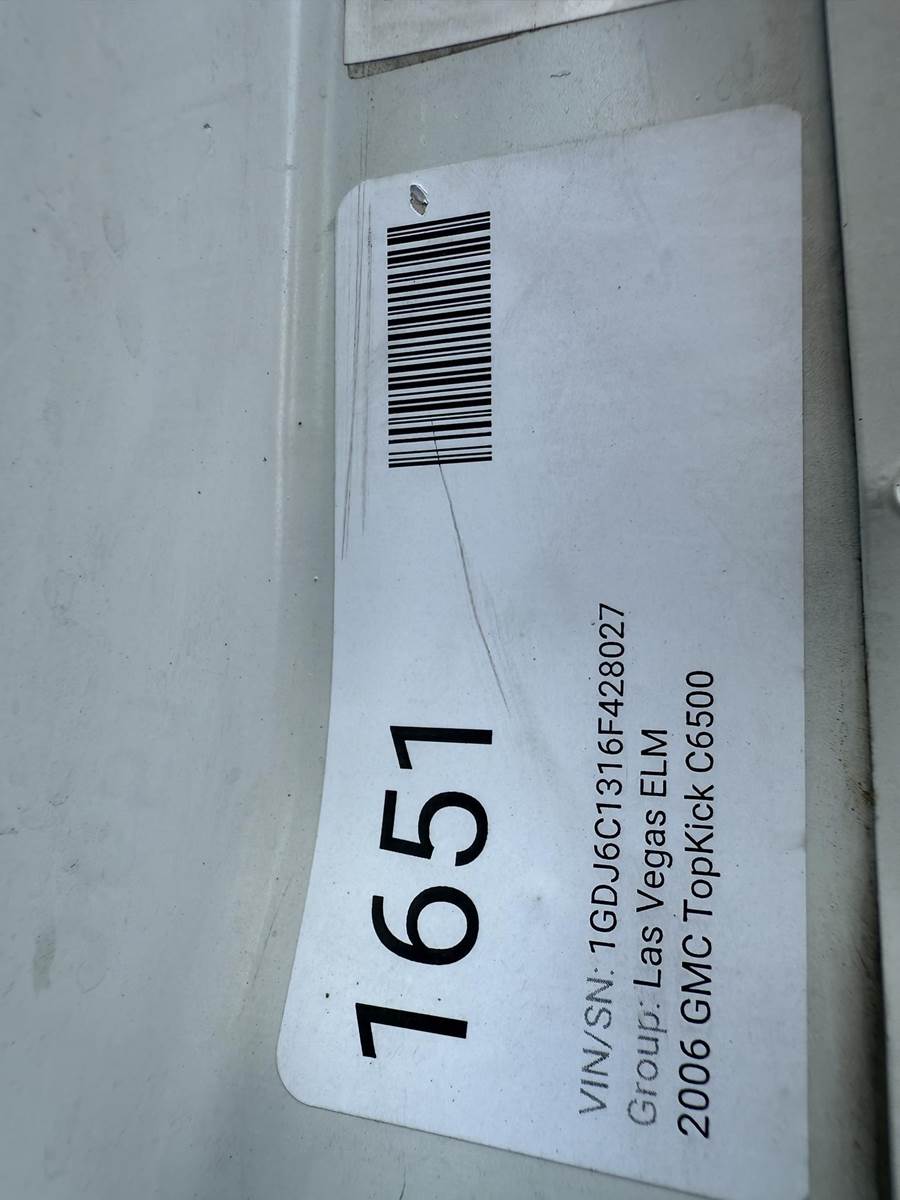 1651
VIN/SN: 1GDJ6C1316F428027
Group: Las Vegas ELM
2006 GMC TopKick C6500